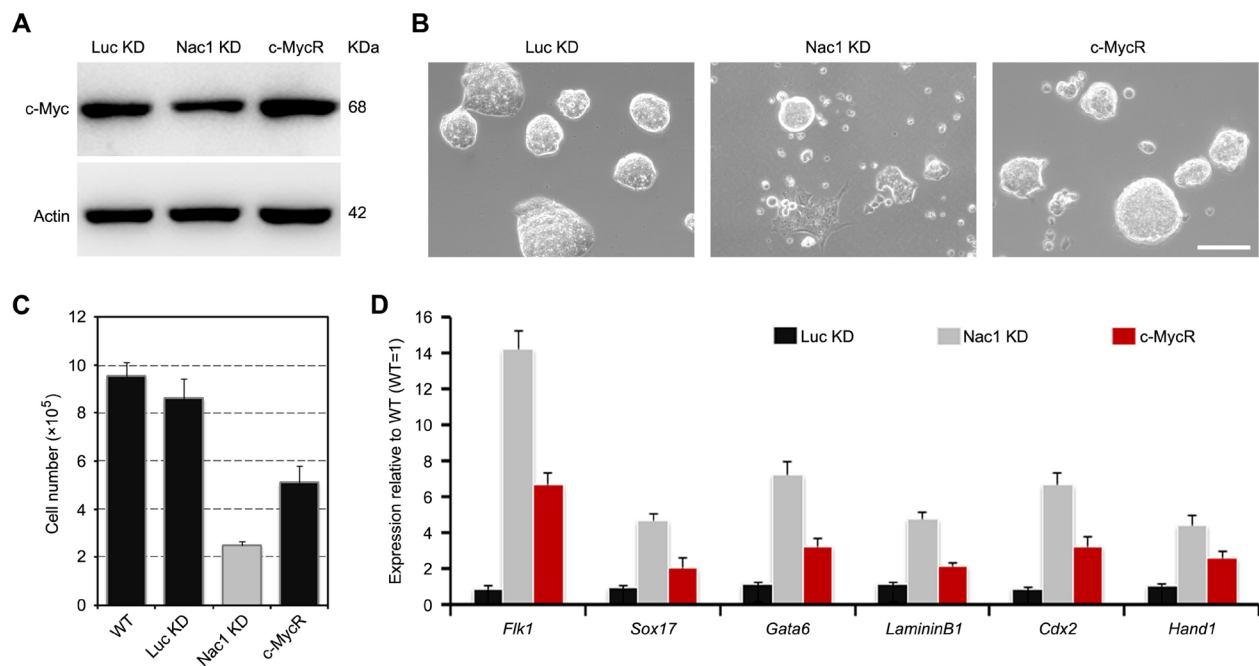 A
Luc KD Nac1 KD c-MycR KDa
c-Myc 68
Actin 42
B
Luc KD Nac1 KD c-MycR
C
12
10
8
6
4
2
0
Cell number (×10⁵)
WT Luc KD Nac1 KD c-MycR
D
16
14
12
10
8
6
4
2
0
Expression relative to WT (WT=1)
Luc KD Nac1 KD c-MycR
Flk1 Sox17 Gata6 LamininB1 Cdx2 Hand1